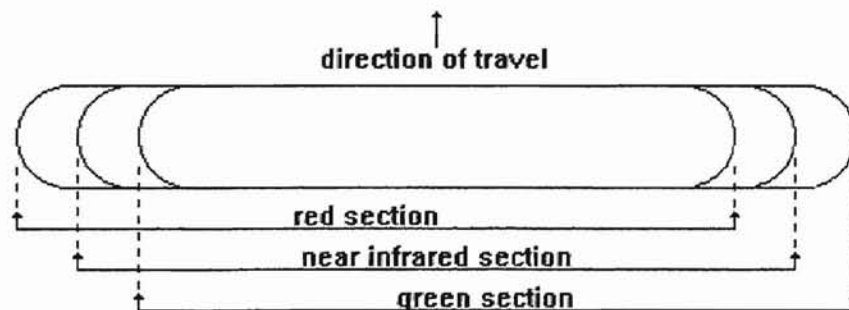 direction of travel
red section
near infrared section
green section